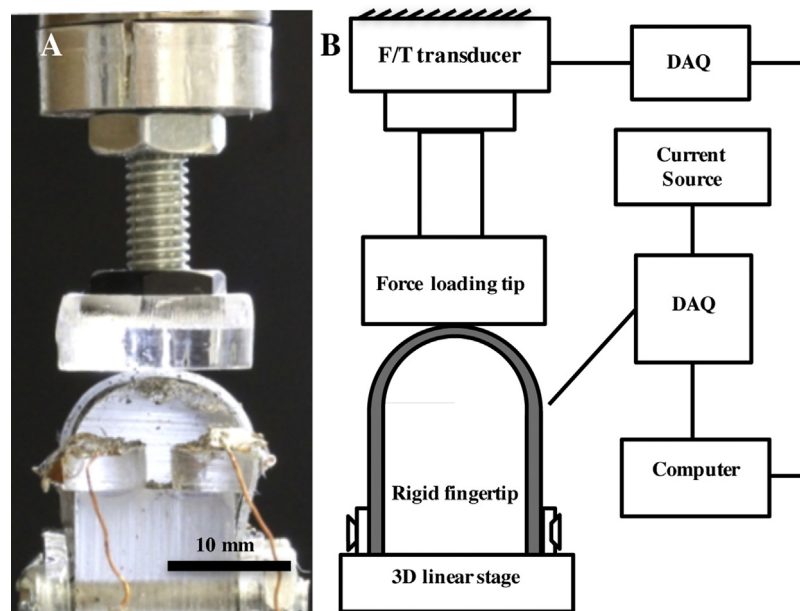 A
10 mm
B
F/T transducer
DAQ
Current
Source
Force loading tip
DAQ
Rigid fingertip
Computer
3D linear stage